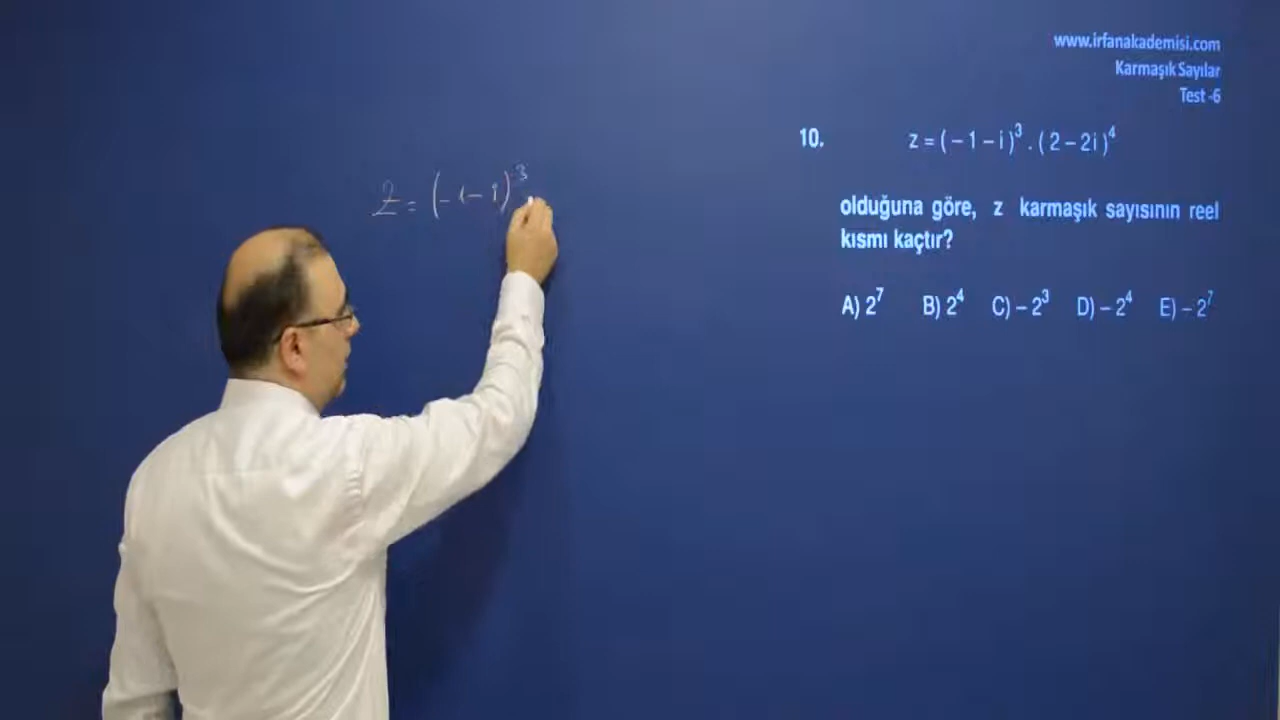 www.irfanakademisi.com
Karmaşık Sayılar
Test -6
10. z = (-1-i)³ . (2-2i)⁴
olduğuna göre, z karmaşık sayısının reel
kısmı kaçtır?
A) 2⁷ B) 2⁴ C) -2³ D) -2⁴ E) -2⁷
z = (-1-i)³